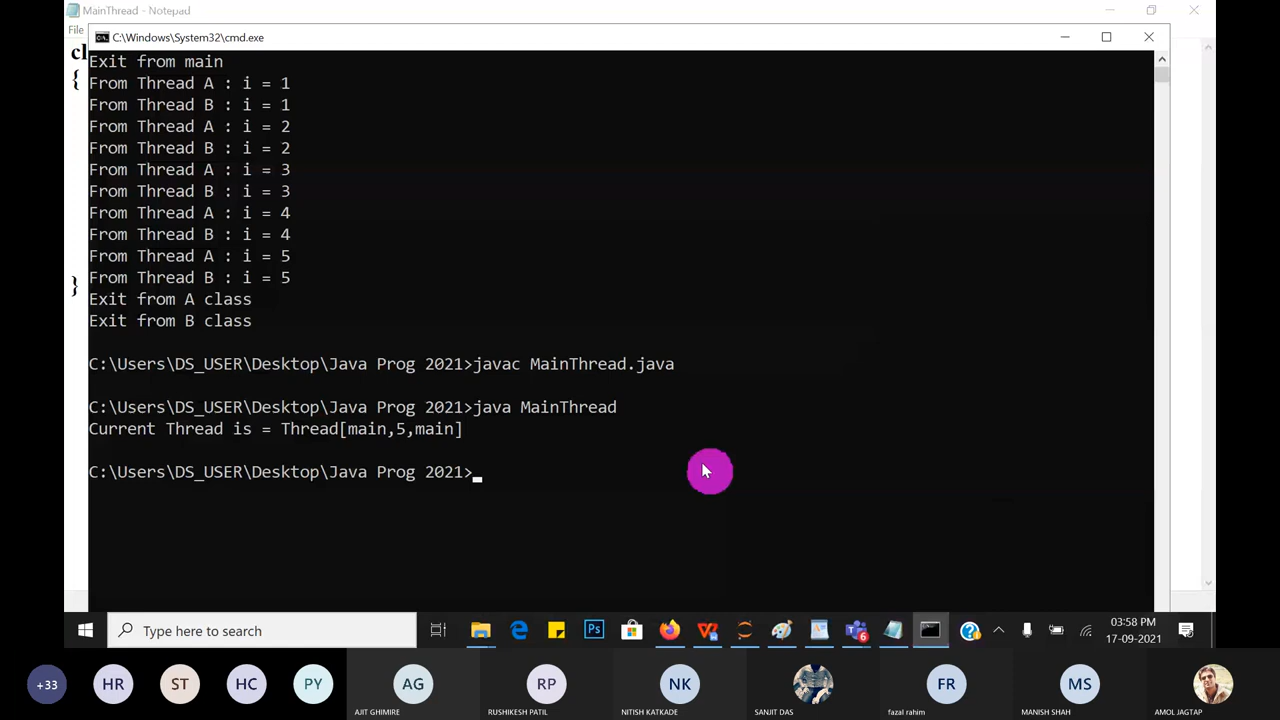 MainThread - Notepad
File
C:\Windows\System32\cmd.exe
cl
{
}
Exit from main
From Thread A : i = 1
From Thread B : i = 1
From Thread A : i = 2
From Thread B : i = 2
From Thread A : i = 3
From Thread B : i = 3
From Thread A : i = 4
From Thread B : i = 4
From Thread A : i = 5
From Thread B : i = 5
Exit from A class
Exit from B class
C:\Users\DS_USER\Desktop\Java Prog 2021>javac MainThread.java
C:\Users\DS_USER\Desktop\Java Prog 2021>java MainThread
Current Thread is = Thread[main,5,main]
C:\Users\DS_USER\Desktop\Java Prog 2021>
Type here to search
Ps
6
03:58 PM
17-09-2021
+33
HR
ST
HC
PY
AG
RP
NK
FR
MS
AJIT GHIMIRE
RUSHIKESH PATIL
NITISH KATKADE
SANJIT DAS
fazal rahim
MANISH SHAH
AMOL JAGTAP